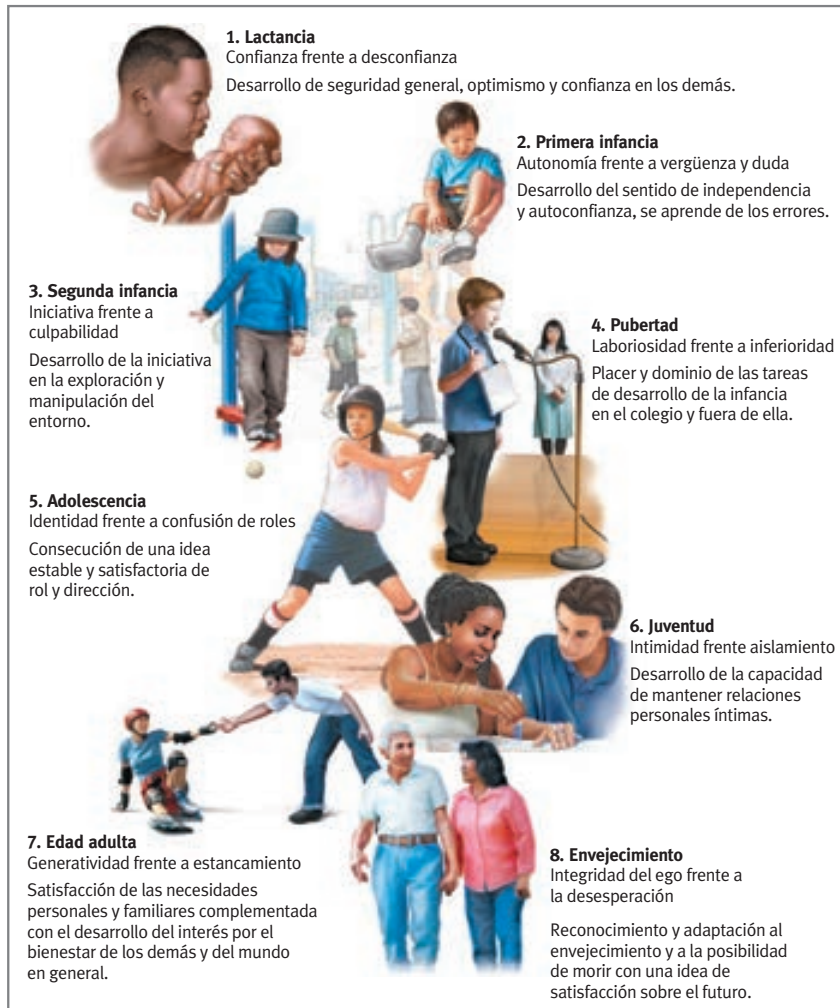 1. Lactancia
Confianza frente a desconfianza
Desarrollo de seguridad general, optimismo y confianza en los demás.
2. Primera infancia
Autonomía frente a vergüenza y duda
Desarrollo del sentido de independencia
y autoconfianza, se aprende de los errores.
3. Segunda infancia
Iniciativa frente a
culpabilidad
Desarrollo de la iniciativa
en la exploración y
manipulación del
entorno.
4. Pubertad
Laboriosidad frente a inferioridad
Placer y dominio de las tareas
de desarrollo de la infancia
en el colegio y fuera de ella.
5. Adolescencia
Identidad frente a confusión de roles
Consecución de una idea
estable y satisfactoria de
rol y dirección.
6. Juventud
Intimidad frente aislamiento
Desarrollo de la capacidad
de mantener relaciones
personales íntimas.
7. Edad adulta
Generatividad frente a estancamiento
Satisfacción de las necesidades
personales y familiares complementada
con el desarrollo del interés por el
bienestar de los demás y del mundo
en general.
8. Envejecimiento
Integridad del ego frente a
la desesperación
Reconocimiento y adaptación al
envejecimiento y a la posibilidad
de morir con una idea de
satisfacción sobre el futuro.